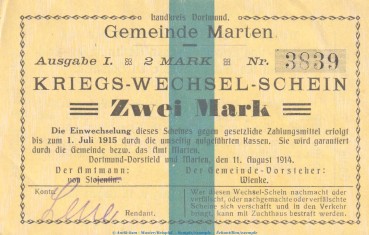 Landkreis Dortmund.
Gemeinde Marten
Ausgabe I. 2 MARK Nr. 3839
KRIEGS-WECHSEL-SCHEIN
Zwei Mark
Die Einwechselung dieses Scheines gegen gesetzliche Zahlungsmittel erfolgt
bis zum 1. Juli 1915 durch die umseitig aufgeführten Kassen. Sie wird garantiert
durch die Gemeinde bezw. das Amt Marten.
Dortmund-Dorstfeld und Marten, den 11. August 1914.
Der Amtmann: Der Gemeinde-Vorsteher:
von Wienke.
Kontr.
Rendant.
Wer diesen Wechsel-Schein nachmacht oder
verfälscht, oder nachgemachte oder verfälschte
Scheine sich verschafft und in den Verkehr
bringt, kann mit Zuchthaus bestraft werden.